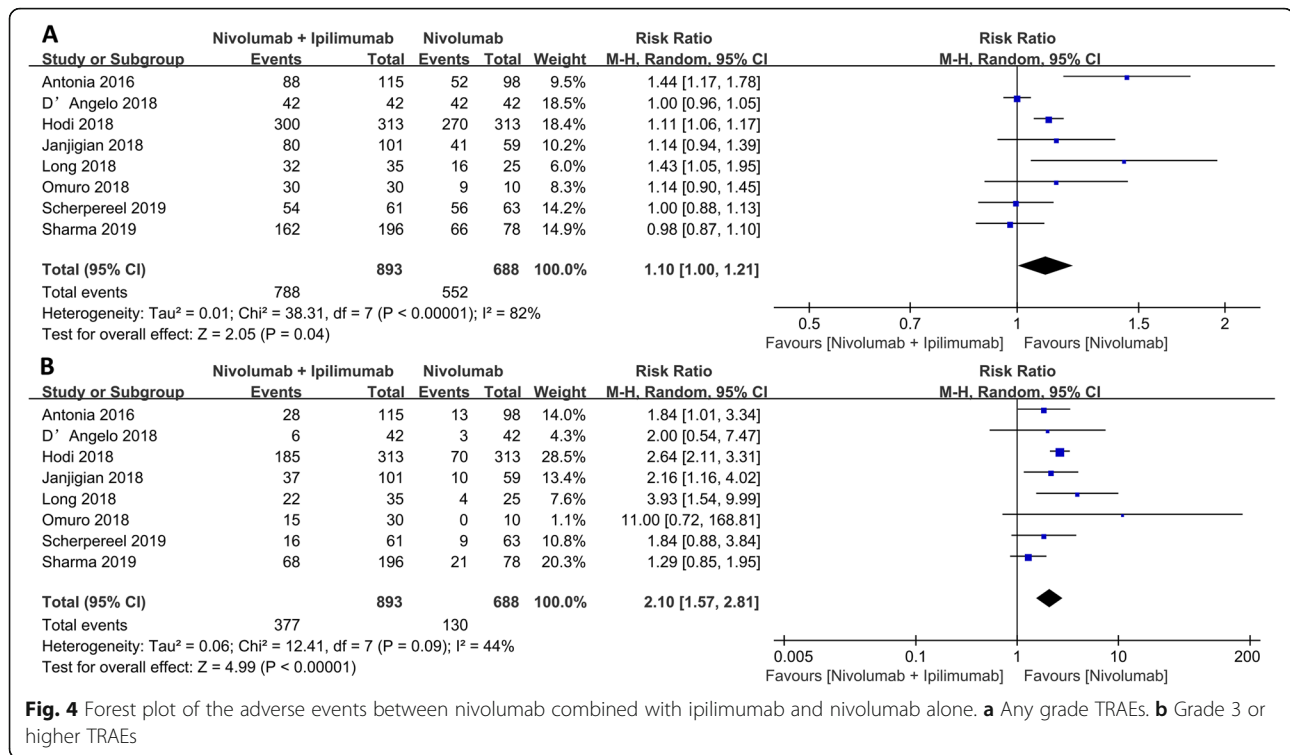 A
Nivolumab + Ipilimumab Nivolumab Risk Ratio Risk Ratio
Study or Subgroup Events Total Events Total Weight M-H, Random, 95% CI M-H, Random, 95% CI
Antonia 2016 88 115 52 98 9.5% 1.44 [1.17, 1.78]
D’ Angelo 2018 42 42 42 42 18.5% 1.00 [0.96, 1.05]
Hodi 2018 300 313 270 313 18.4% 1.11 [1.06, 1.17]
Janjigian 2018 80 101 41 59 10.2% 1.14 [0.94, 1.39]
Long 2018 32 35 16 25 6.0% 1.43 [1.05, 1.95]
Omuro 2018 30 30 9 10 8.3% 1.14 [0.90, 1.45]
Scherpereel 2019 54 61 56 63 14.2% 1.00 [0.88, 1.13]
Sharma 2019 162 196 66 78 14.9% 0.98 [0.87, 1.10]
Total (95% CI) 893 688 100.0% 1.10 [1.00, 1.21]
Total events 788 552
Heterogeneity: Tau² = 0.01; Chi² = 38.31, df = 7 (P < 0.00001); I² = 82%
Test for overall effect: Z = 2.05 (P = 0.04)
0.5 0.7 1 1.5 2
Favours [Nivolumab + Ipilimumab] Favours [Nivolumab]
B
Nivolumab + Ipilimumab Nivolumab Risk Ratio Risk Ratio
Study or Subgroup Events Total Events Total Weight M-H, Random, 95% CI M-H, Random, 95% CI
Antonia 2016 28 115 13 98 14.0% 1.84 [1.01, 3.34]
D’ Angelo 2018 6 42 3 42 4.3% 2.00 [0.54, 7.47]
Hodi 2018 185 313 70 313 28.5% 2.64 [2.11, 3.31]
Janjigian 2018 37 101 10 59 13.4% 2.16 [1.16, 4.02]
Long 2018 22 35 4 25 7.6% 3.93 [1.54, 9.99]
Omuro 2018 15 30 0 10 1.1% 11.00 [0.72, 168.81]
Scherpereel 2019 16 61 9 63 10.8% 1.84 [0.88, 3.84]
Sharma 2019 68 196 21 78 20.3% 1.29 [0.85, 1.95]
Total (95% CI) 893 688 100.0% 2.10 [1.57, 2.81]
Total events 377 130
Heterogeneity: Tau² = 0.06; Chi² = 12.41, df = 7 (P = 0.09); I² = 44%
Test for overall effect: Z = 4.99 (P < 0.00001)
0.005 0.1 1 10 200
Favours [Nivolumab + Ipilimumab] Favours [Nivolumab]
Fig. 4 Forest plot of the adverse events between nivolumab combined with ipilimumab and nivolumab alone. a Any grade TRAEs. b Grade 3 or
higher TRAEs